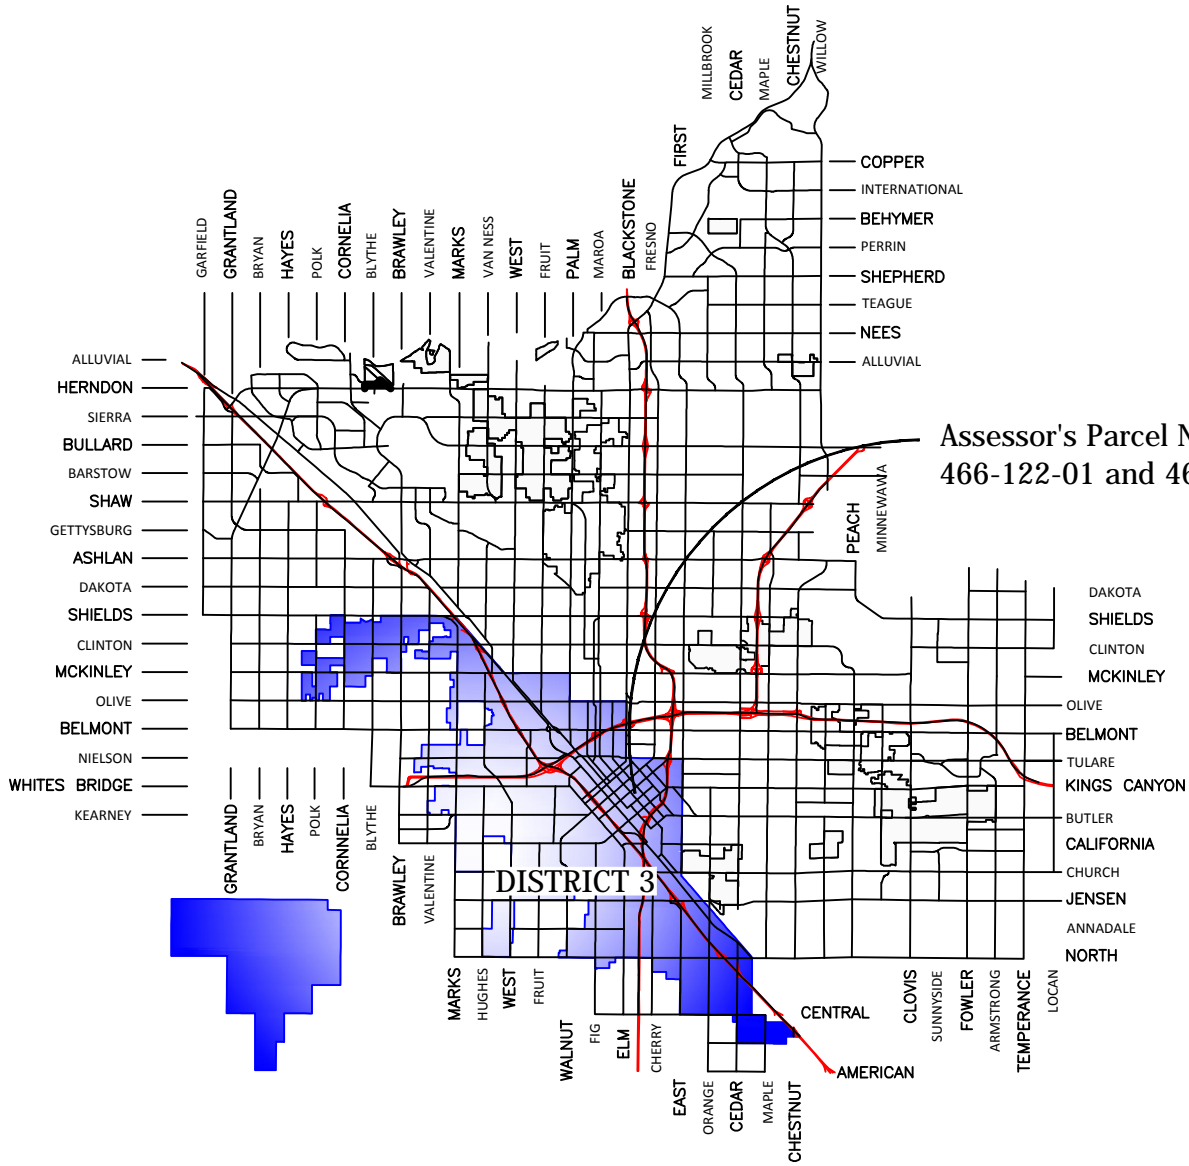 MILLBROOK
CEDAR
MAPLE
CHESTNUT
WILLOW
FIRST
COPPER
INTERNATIONAL
BEHYMER
PERRIN
SHEPHERD
TEAGUE
NEES
ALLUVIAL
GARFIELD
GRANTLAND
BRYAN
HAYES
POLK
CORNELIA
BLYTHE
BRAWLEY
VALENTINE
MARKS
VAN NESS
WEST
FRUIT
PALM
MAROA
BLACKSTONE
FRESNO
ALLUVIAL
HERNDON
SIERRA
BULLARD
BARSTOW
SHAW
GETTYSBURG
ASHLAN
DAKOTA
SHIELDS
CLINTON
MCKINLEY
OLIVE
BELMONT
NIELSON
WHITES BRIDGE
KEARNEY
Assessor's Parcel N
466-122-01 and 46
PEACH
MINNEWAWA
DAKOTA
SHIELDS
CLINTON
MCKINLEY
OLIVE
BELMONT
TULARE
KINGS CANYON
BUTLER
CALIFORNIA
CHURCH
JENSEN
ANNADALE
NORTH
GRANTLAND
BRYAN
HAYES
POLK
CORNNELIA
BLYTHE
BRAWLEY
VALENTINE
DISTRICT 3
MARKS
HUGHES
WEST
FRUIT
WALNUT
FIG
ELM
CHERRY
EAST
ORANGE
CEDAR
MAPLE
CHESTNUT
CENTRAL
AMERICAN
CLOVIS
SUNNYSIDE
FOWLER
ARMSTRONG
TEMPERANCE
LOCAN